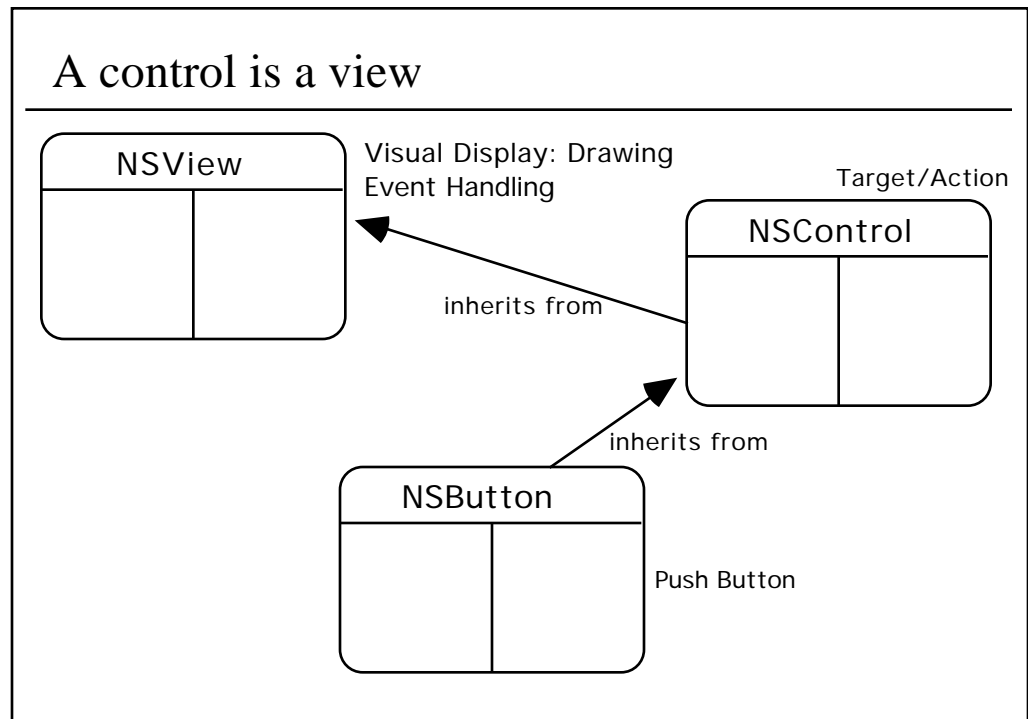 A control is a view
NSView
Visual Display: Drawing
Event Handling
Target/Action
NSControl
inherits from
inherits from
NSButton
Push Button